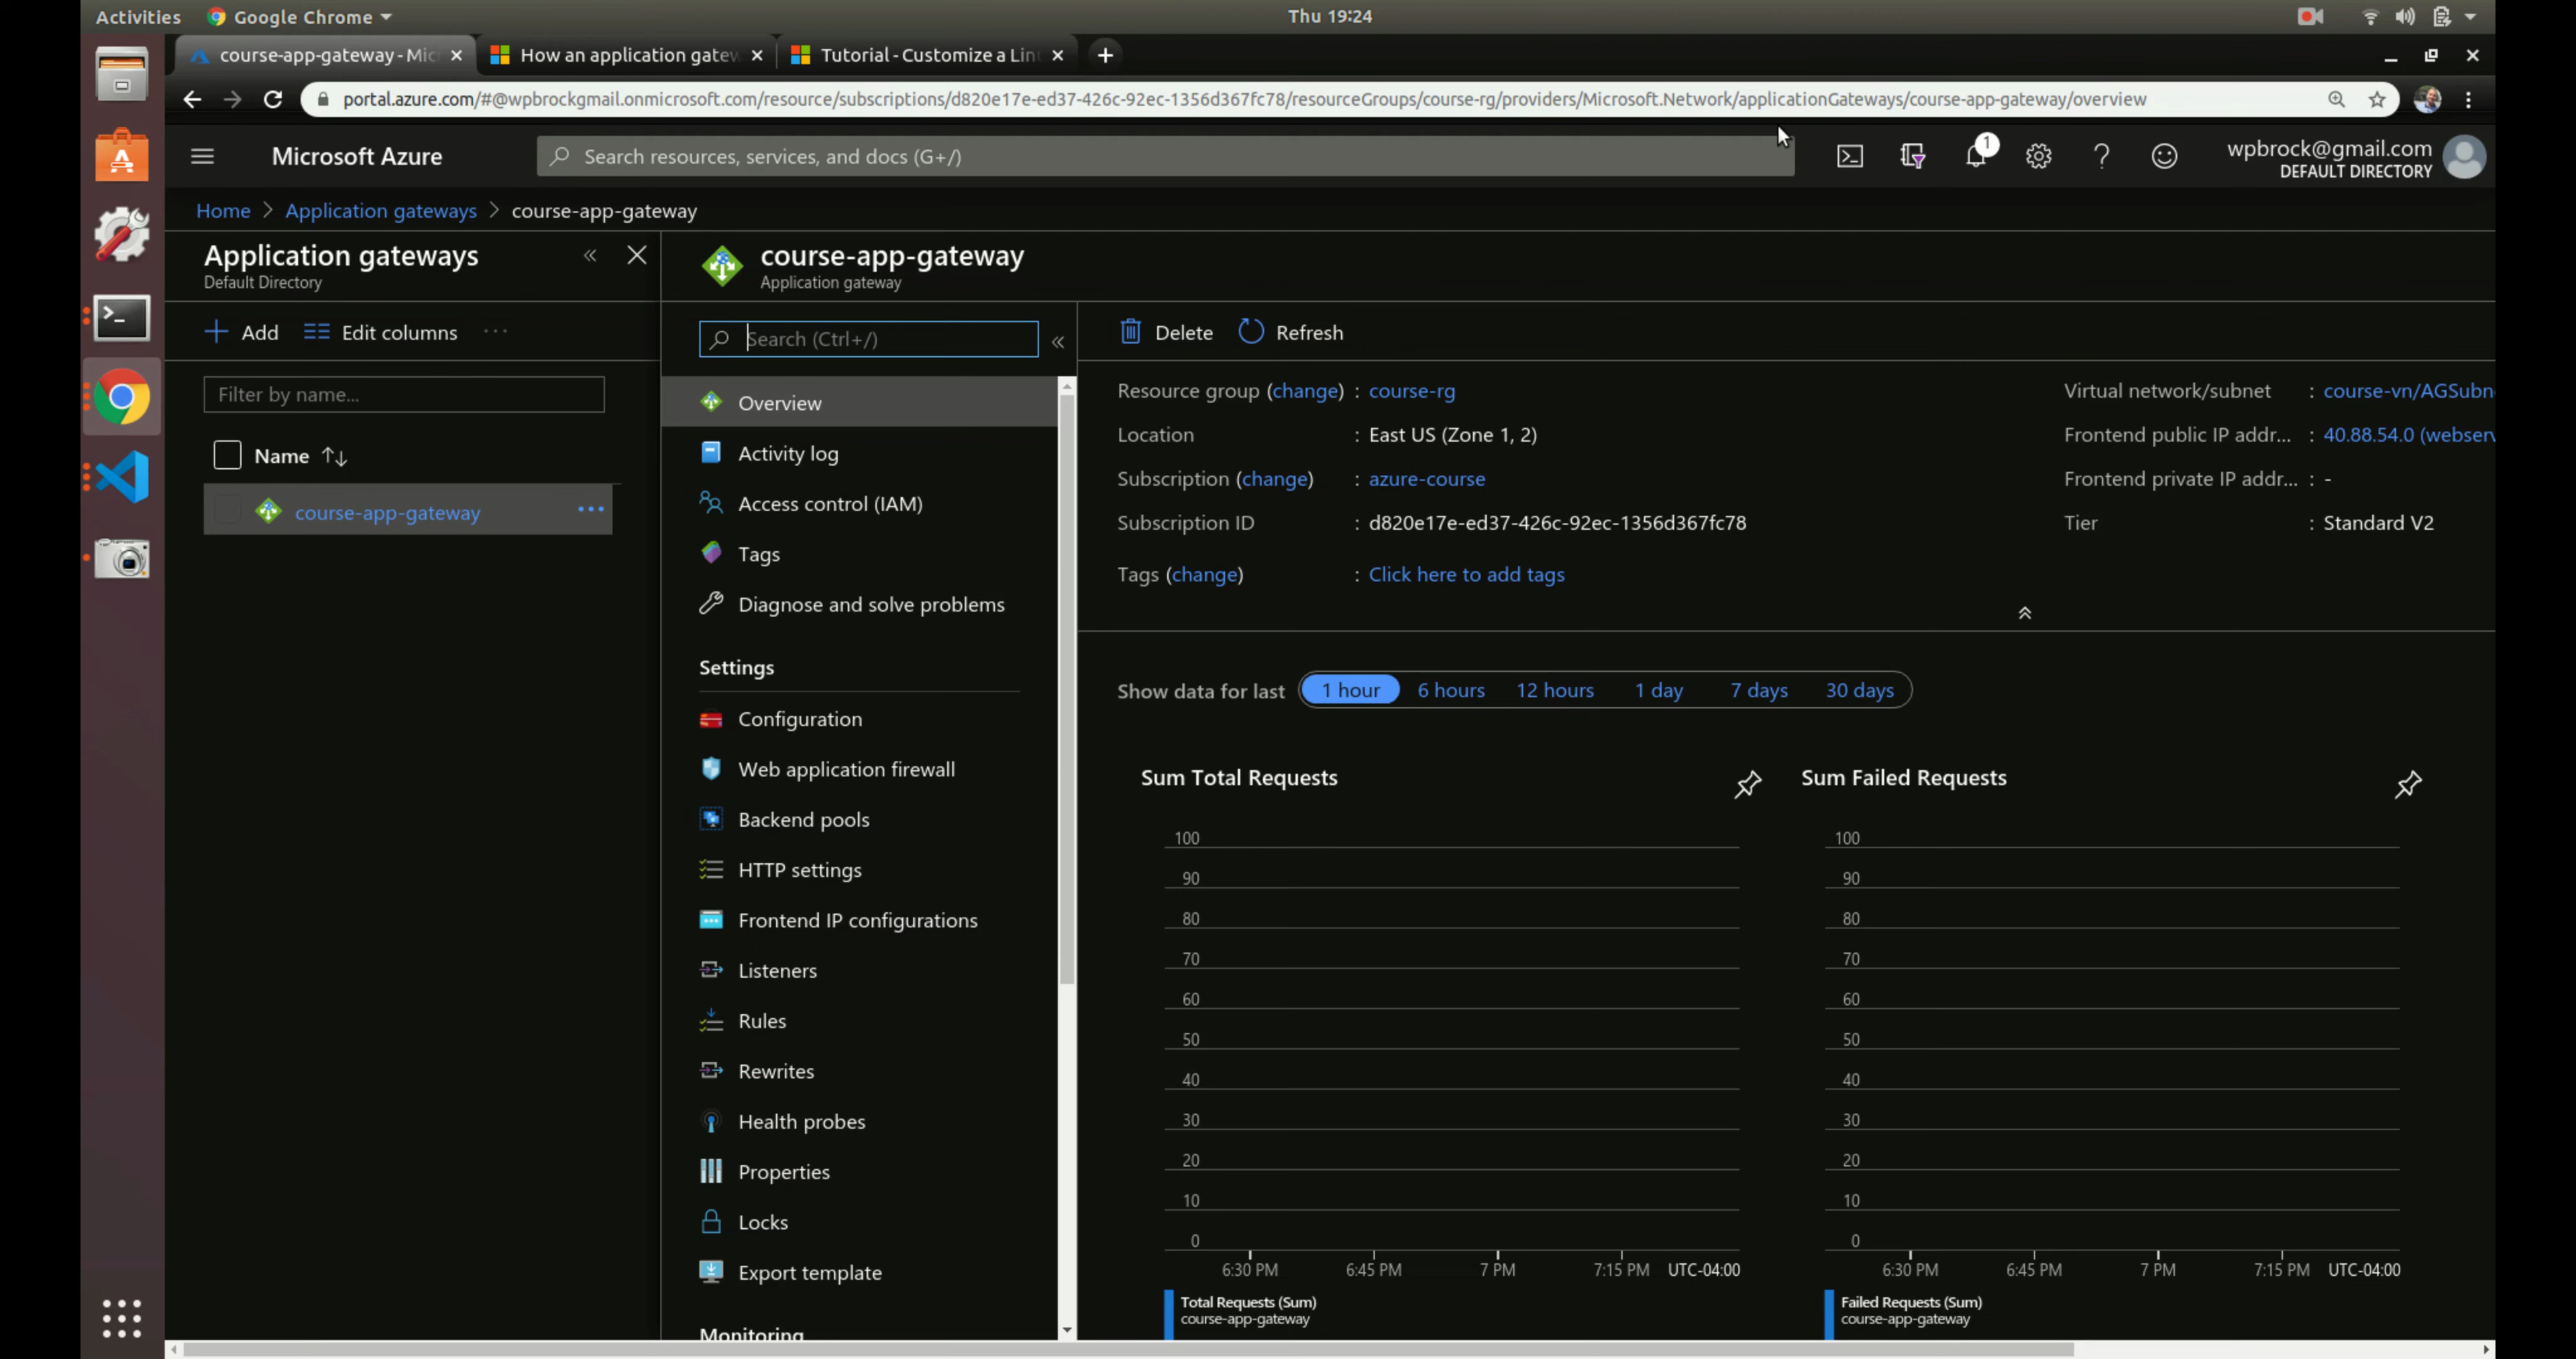 Activities
Google Chrome
Thu 19:24
course-app-gateway - Mic
How an application gatew
Tutorial - Customize a Lin
portal.azure.com/#@wpbrockgmail.onmicrosoft.com/resource/subscriptions/d820e17e-ed37-426c-92ec-1356d367fc78/resourceGroups/course-rg/providers/Microsoft.Network/applicationGateways/course-app-gateway/overview
Microsoft Azure
Search resources, services, and docs (G+/)
1
wpbrock@gmail.com
DEFAULT DIRECTORY
Home > Application gateways > course-app-gateway
Application gateways
Default Directory
Add
Edit columns
Filter by name...
Name
course-app-gateway
course-app-gateway
Application gateway
Search (Ctrl+/)
Overview
Activity log
Access control (IAM)
Tags
Diagnose and solve problems
Settings
Configuration
Web application firewall
Backend pools
HTTP settings
Frontend IP configurations
Listeners
Rules
Rewrites
Health probes
Properties
Locks
Export template
Monitoring
Delete
Refresh
Resource group (change) : course-rg
Location : East US (Zone 1, 2)
Subscription (change) : azure-course
Subscription ID : d820e17e-ed37-426c-92ec-1356d367fc78
Tags (change) : Click here to add tags
Virtual network/subnet : course-vn/AGSubn
Frontend public IP addr... : 40.88.54.0 (webserv
Frontend private IP addr... : -
Tier : Standard V2
Show data for last
1 hour
6 hours
12 hours
1 day
7 days
30 days
Sum Total Requests
100
90
80
70
60
50
40
30
20
10
0
6:30 PM
6:45 PM
7 PM
7:15 PM
UTC-04:00
Total Requests (Sum)
course-app-gateway
Sum Failed Requests
100
90
80
70
60
50
40
30
20
10
0
6:30 PM
6:45 PM
7 PM
7:15 PM
UTC-04:00
Failed Requests (Sum)
course-app-gateway